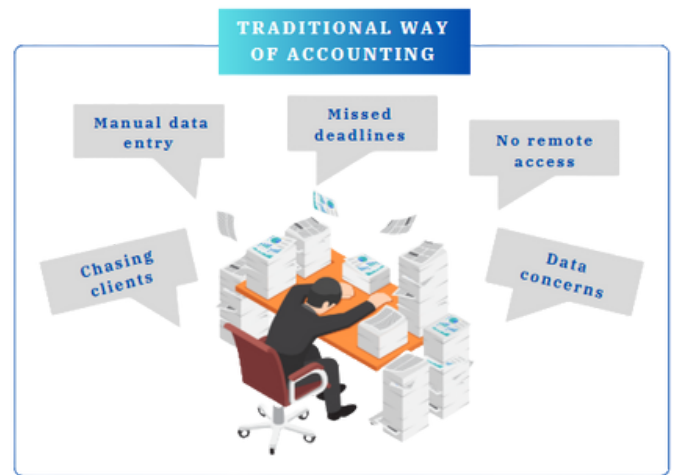 TRADITIONAL WAY
OF ACCOUNTING
Manual data
entry
Missed
deadlines
No remote
access
Chasing
clients
Data
concerns